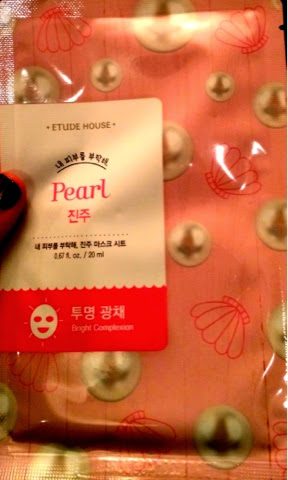 • ETUDE HOUSE •
내 피부를 부탁해
Pearl
진주
내 피부를 부탁해, 진주 마스크 시트
0.67 fl. oz. / 20 ml
투명 광채
Bright Complexion